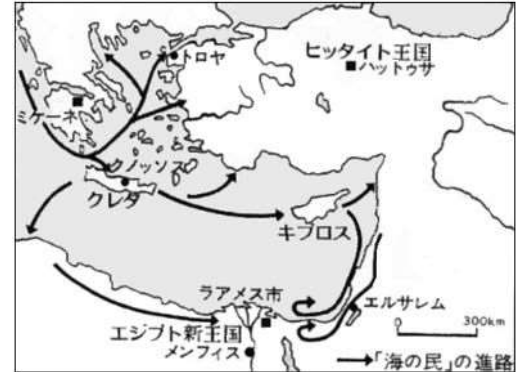 トロヤ
ヒッタイト王国
ハットゥサ
ミケーネ
クノッソス
クレタ
キプロス
ラアメス市
エルサレム
エジプト新王国
メンフィス
0 300km
「海の民」の進路